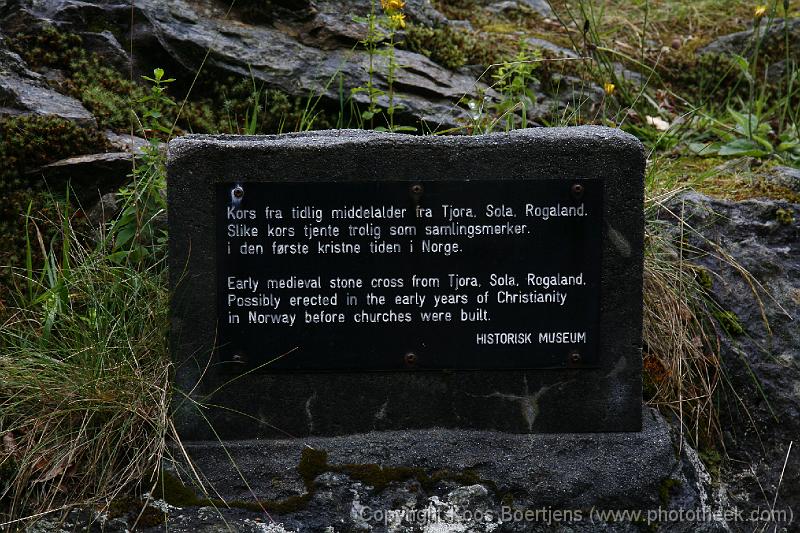 Kors fra tidlig middelalder fra Tjora, Sola, Rogaland.
Slike kors tjente trolig som samlingsmerker.
i den første kristne tiden i Norge.
Early medieval stone cross from Tjora, Sola, Rogaland.
Possibly erected in the early years of Christianity
in Norway before churches were built.
HISTORISK MUSEUM
Copyright Koos Boertjens (www.phototheek.com)